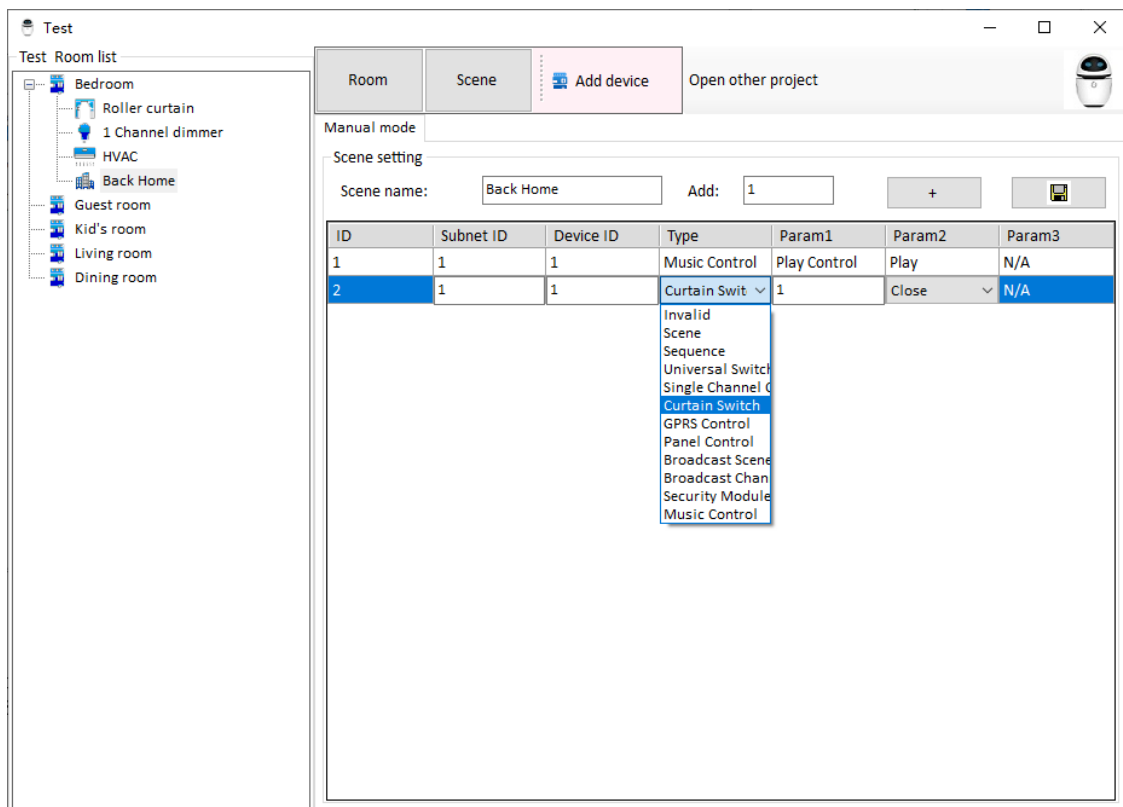 Test
Test Room list
Bedroom
Roller curtain
1 Channel dimmer
HVAC
Back Home
Guest room
Kid's room
Living room
Dining room
Room Scene Add device Open other project
Manual mode
Scene setting
Scene name: Back Home Add: 1 +
ID Subnet ID Device ID Type Param1 Param2 Param3
1 1 1 Music Control Play Control Play N/A
2 1 1 Curtain Swit 1 Close N/A
Invalid
Scene
Sequence
Universal Switch
Single Channel C
Curtain Switch
GPRS Control
Panel Control
Broadcast Scene
Broadcast Chan
Security Module
Music Control